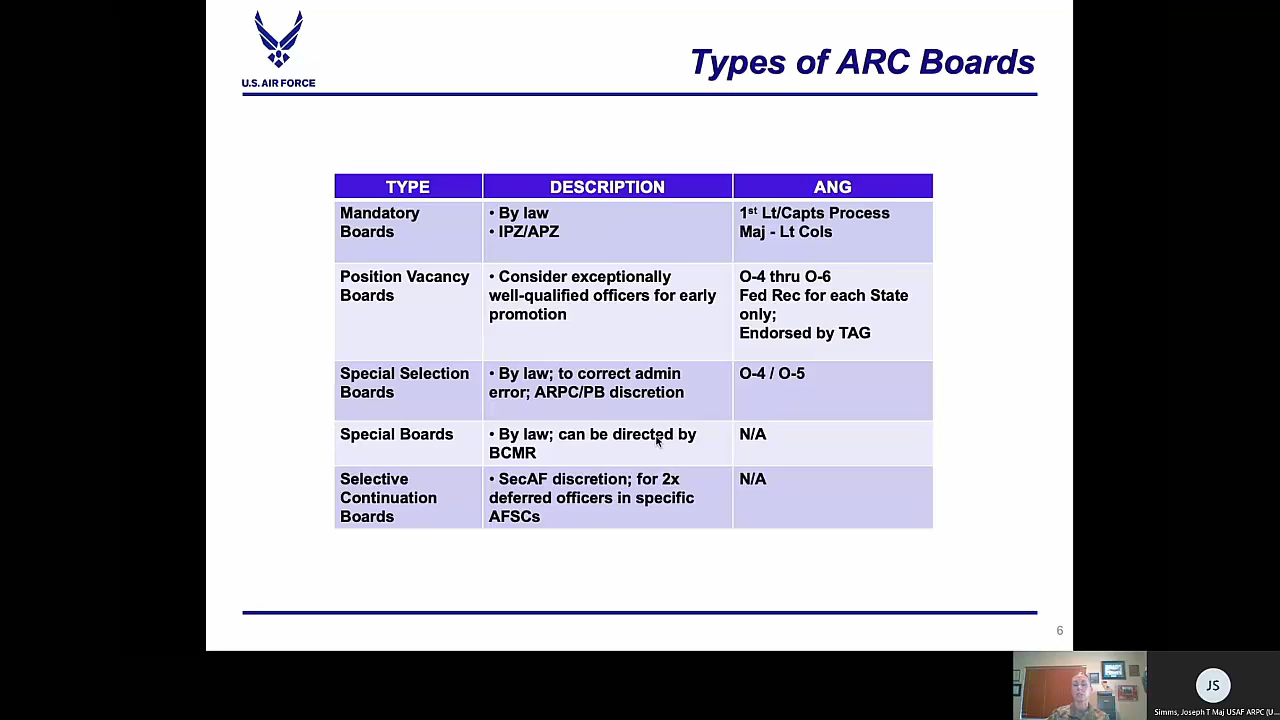 U.S. AIR FORCE
Types of ARC Boards
TYPE
DESCRIPTION
ANG
Mandatory
Boards
• By law
• IPZ/APZ
1st Lt/Capts Process
Maj - Lt Cols
Position Vacancy
Boards
• Consider exceptionally
well-qualified officers for early
promotion
O-4 thru O-6
Fed Rec for each State
only;
Endorsed by TAG
Special Selection
Boards
• By law; to correct admin
error; ARPC/PB discretion
O-4 / O-5
Special Boards
• By law; can be directed by
BCMR
N/A
Selective
Continuation
Boards
• SecAF discretion; for 2x
deferred officers in specific
AFSCs
N/A
6
JS
Simms, Joseph T Maj USAF ARPC (U...